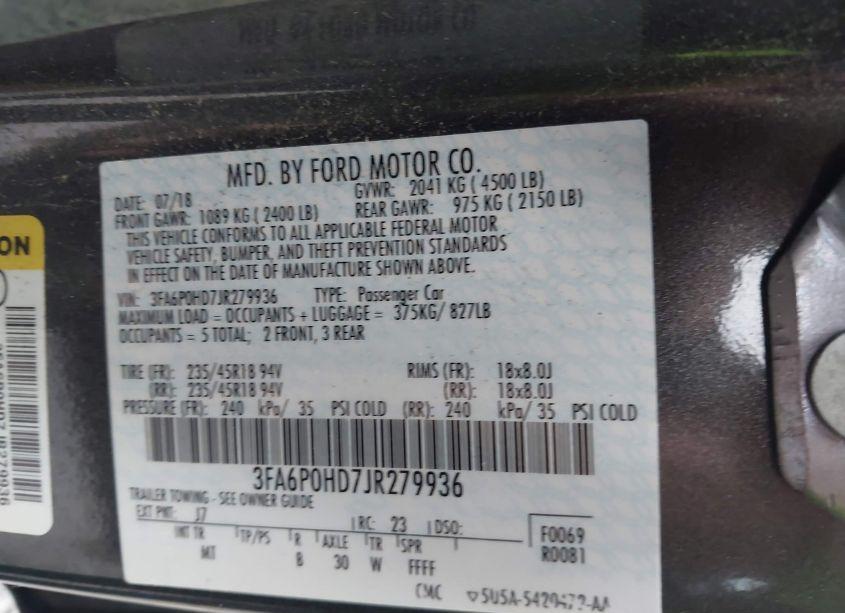 MFD. BY FORD MOTOR CO.
DATE: 07/18 GVWR: 2041 KG ( 4500 LB)
FRONT GAWR: 1089 KG ( 2400 LB) REAR GAWR: 975 KG ( 2150 LB)
THIS VEHICLE CONFORMS TO ALL APPLICABLE FEDERAL MOTOR
VEHICLE SAFETY, BUMPER, AND THEFT PREVENTION STANDARDS
IN EFFECT ON THE DATE OF MANUFACTURE SHOWN ABOVE.
VIN: 3FA6P0HD7JR279936 TYPE: Passenger Car
MAXIMUM LOAD = OCCUPANTS + LUGGAGE = 375KG/ 827LB
OCCUPANTS = 5 TOTAL; 2 FRONT, 3 REAR
TIRE (FR): 235/45R18 94V RIMS (FR): 18x8.0J
(RR): 235/45R18 94V (RR): 18x8.0J
PRESSURE (FR): 240 kPa/ 35 PSI COLD (RR): 240 kPa/ 35 PSI COLD
3FA6P0HD7JR279936
TRAILER TOWING - SEE OWNER GUIDE
EXT PNT: J7 RC: 23 DSO: F0069
INT TR TP/PS R AXLE TR SPR R0081
MT B 30 W FFFF
CMC ▽5U5A-5420472-AA
ON